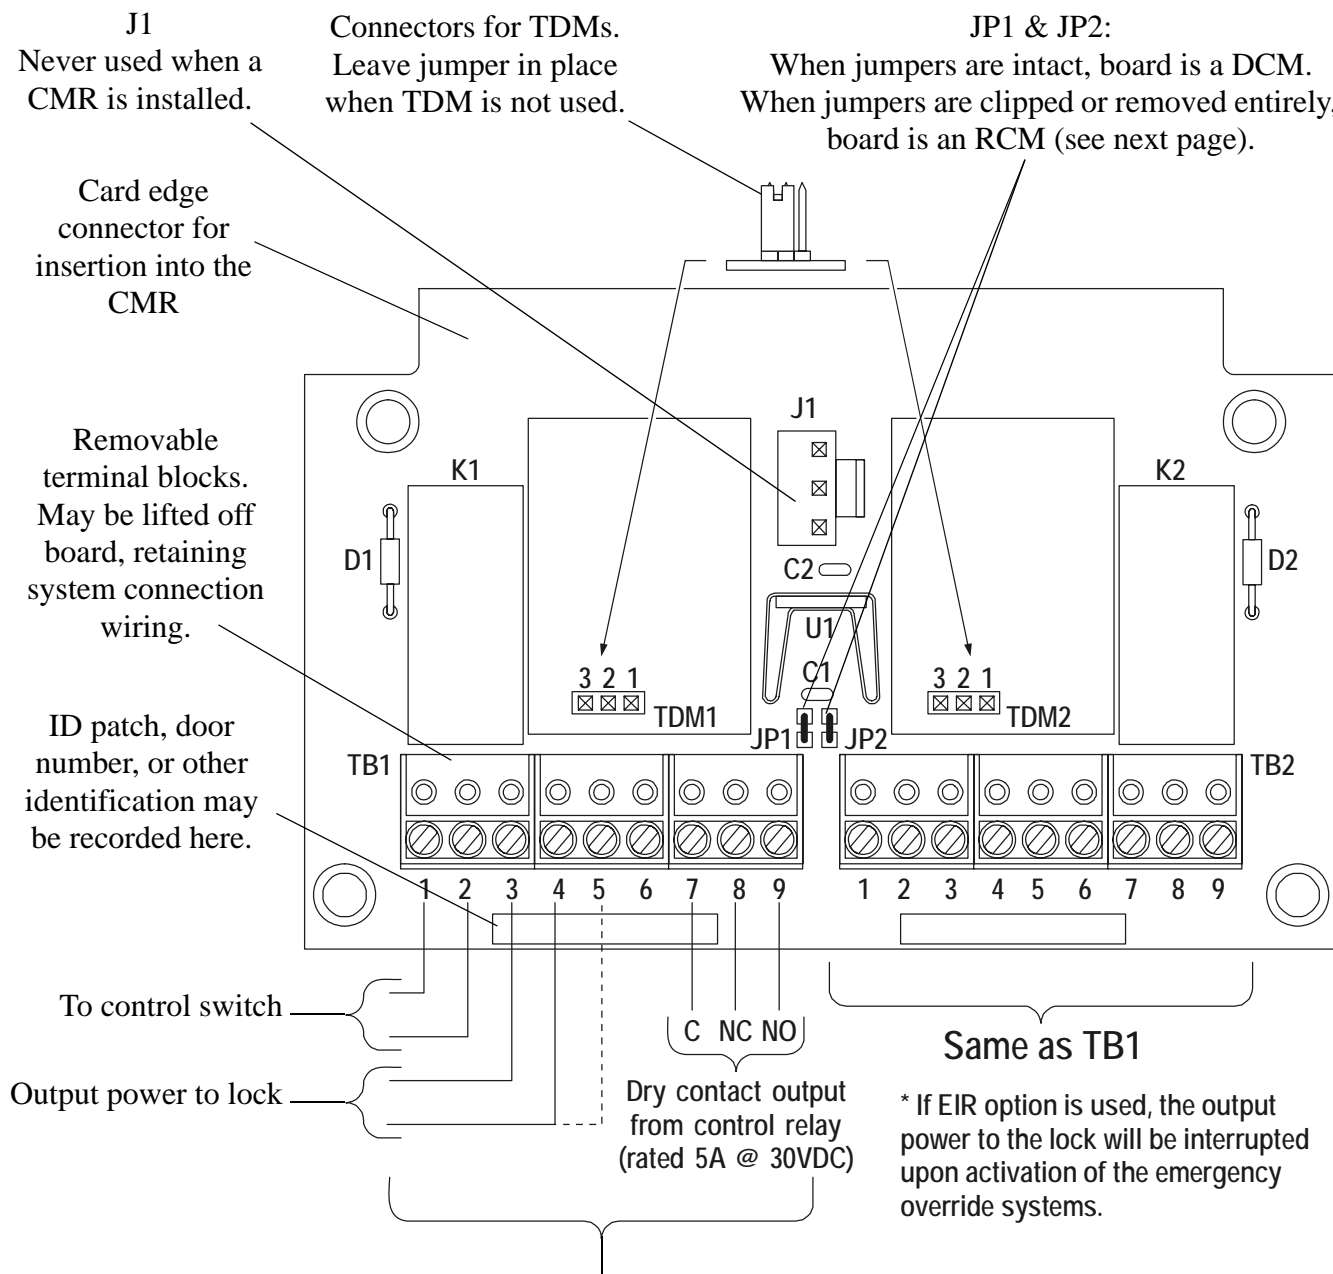 J1
Never used when a
CMR is installed.
Connectors for TDMs.
Leave jumper in place
when TDM is not used.
JP1 & JP2:
When jumpers are intact, board is a DCM.
When jumpers are clipped or removed entirely,
board is an RCM (see next page).
Card edge
connector for
insertion into the
CMR
Removable
terminal blocks.
May be lifted off
board, retaining
system connection
wiring.
ID patch, door
number, or other
identification may
be recorded here.
J1
K1
K2
D1
D2
C2
U1
C1
3 2 1
TDM1
3 2 1
TDM2
JP1
JP2
TB1
TB2
1 2 3 4 5 6 7 8 9
1 2 3 4 5 6 7 8 9
To control switch
Output power to lock
C NC NO
Dry contact output
from control relay
(rated 5A @ 30VDC)
Same as TB1
* If EIR option is used, the output
power to the lock will be interrupted
upon activation of the emergency
override systems.